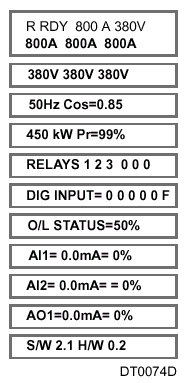 R RDY 800 A 380V
800A 800A 800A
380V 380V 380V
50Hz Cos=0.85
450 kW Pr=99%
RELAYS 1 2 3 0 0 0
DIG INPUT= 0 0 0 0 0 F
O/L STATUS=50%
AI1= 0.0mA= 0%
AI2= 0.0mA= = 0%
AO1=0.0mA= 0%
S/W 2.1 H/W 0.2
DT0074D